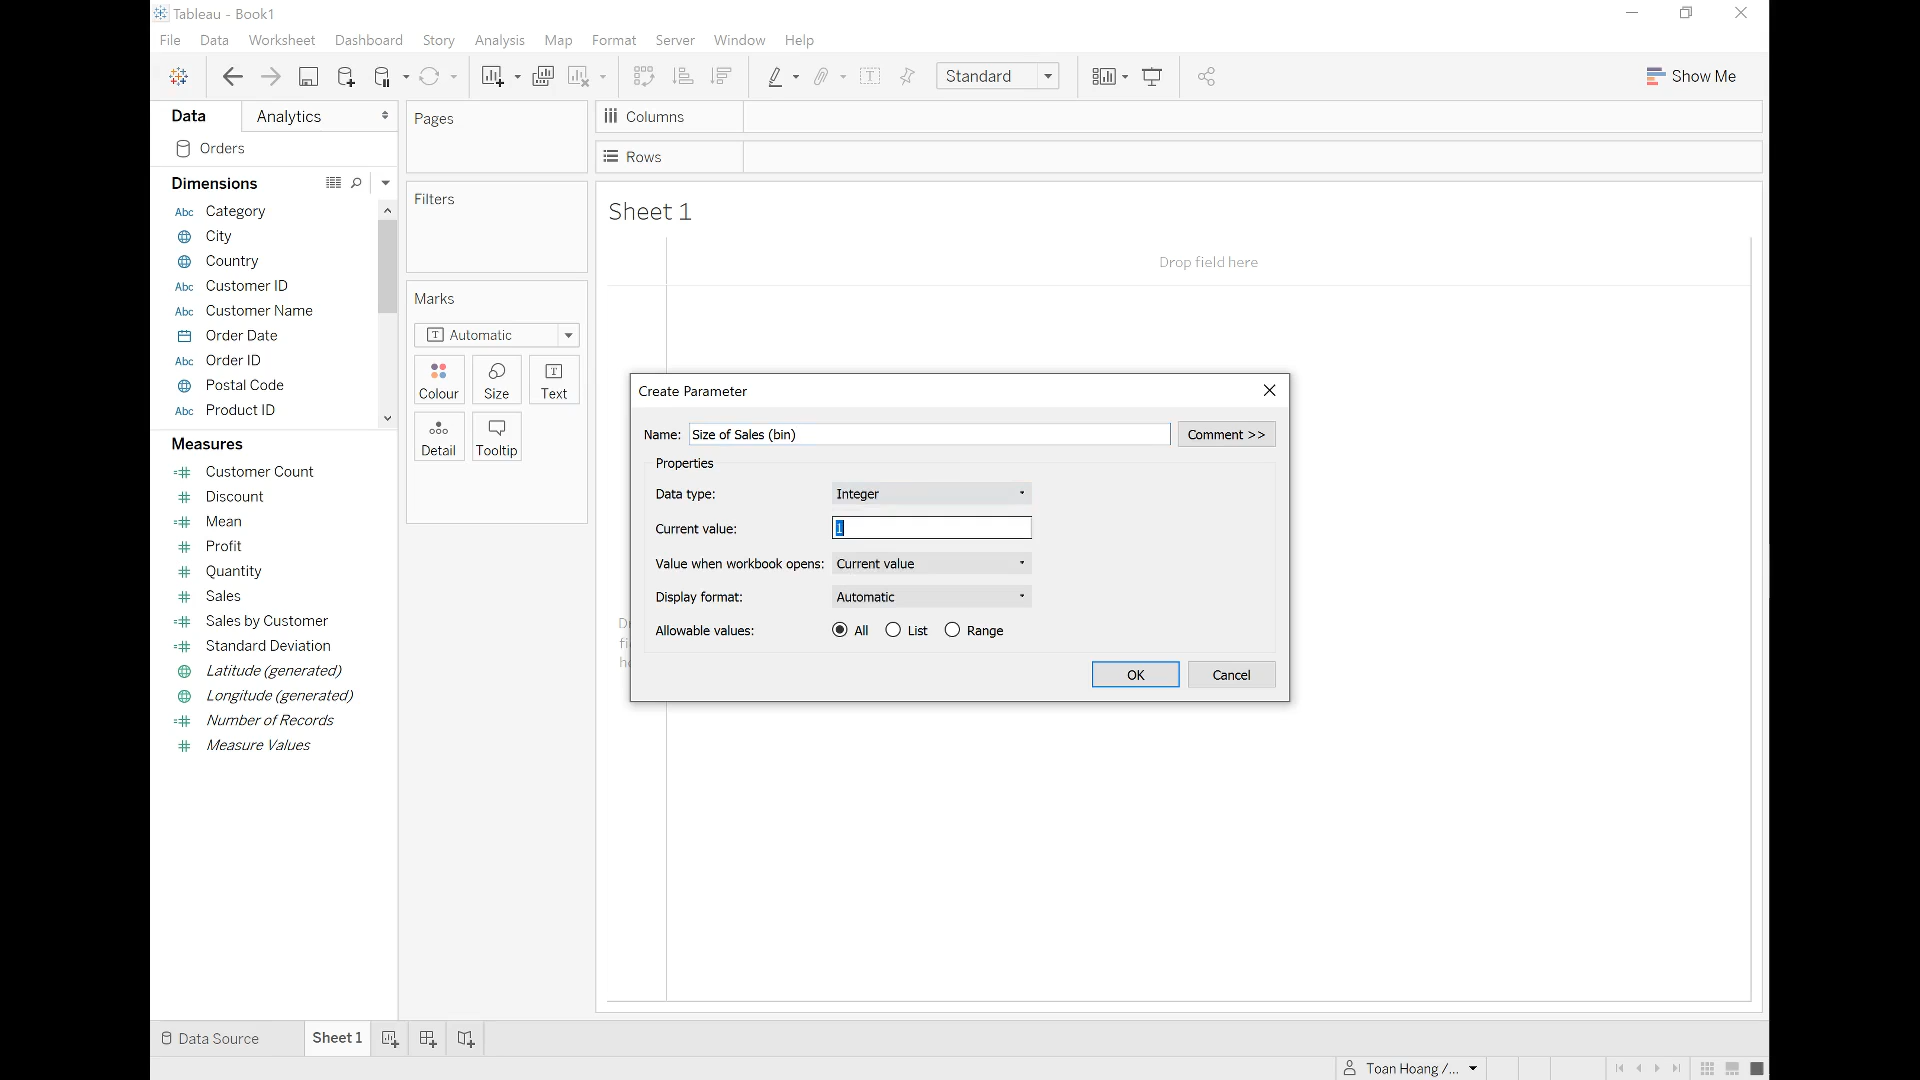 Tableau - Book1
File Data Worksheet Dashboard Story Analysis Map Format Server Window Help
Standard
Show Me
Data
Analytics
Orders
Dimensions
Abc Category
City
Country
Abc Customer ID
Abc Customer Name
Order Date
Abc Order ID
Postal Code
Abc Product ID
Measures
Customer Count
Discount
Mean
Profit
Quantity
Sales
Sales by Customer
Standard Deviation
Latitude (generated)
Longitude (generated)
Number of Records
Measure Values
Pages
Filters
Marks
Automatic
Colour
Size
Text
Detail
Tooltip
Columns
Rows
Sheet 1
Drop field here
Create Parameter
Name: Size of Sales (bin)
Comment >>
Properties
Data type: Integer
Current value: 1
Value when workbook opens: Current value
Display format: Automatic
Allowable values: All List Range
OK
Cancel
Data Source
Sheet 1
Toan Hoang /...